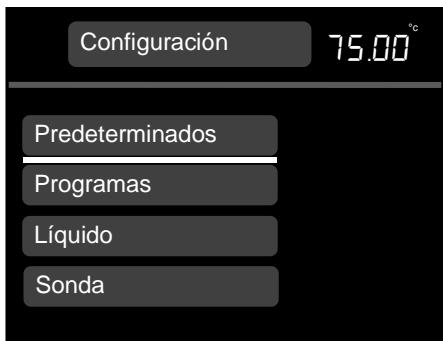 Configuración
75.00°C
Predeterminados
Programas
Líquido
Sonda